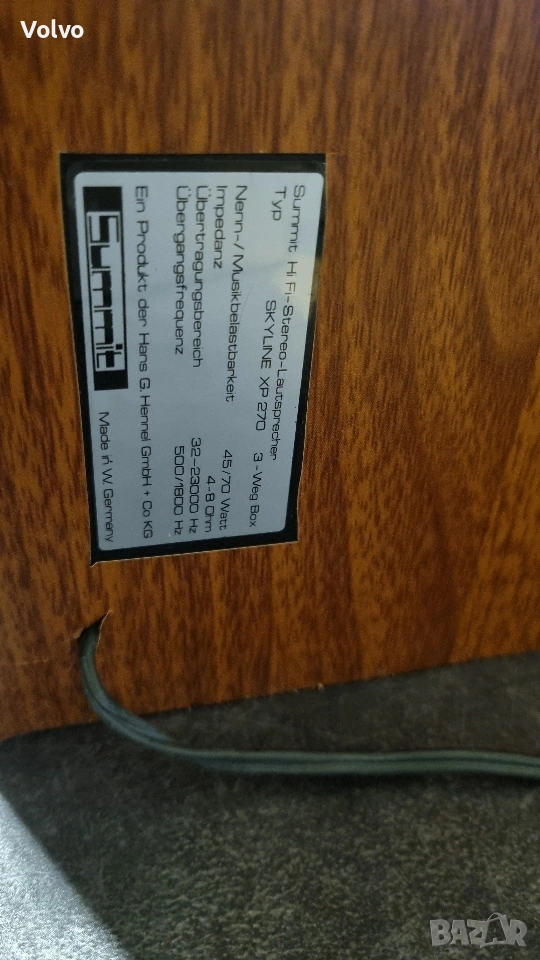 Volvo
Summit Hi Fi-Stereo-Lautsprecher
Typ SKYLINE XP 270 3-Weg Box
Nenn-/Musikbelastbarkeit 45/70 Watt
Impedanz 4-8 Ohm
Übertragungsbereich 32-23000 Hz
Übergangsfrequenz 500/1800 Hz
Ein Produkt der Hans G. Hennel GmbH + Co KG
Summit Made in W. Germany
BAZAR